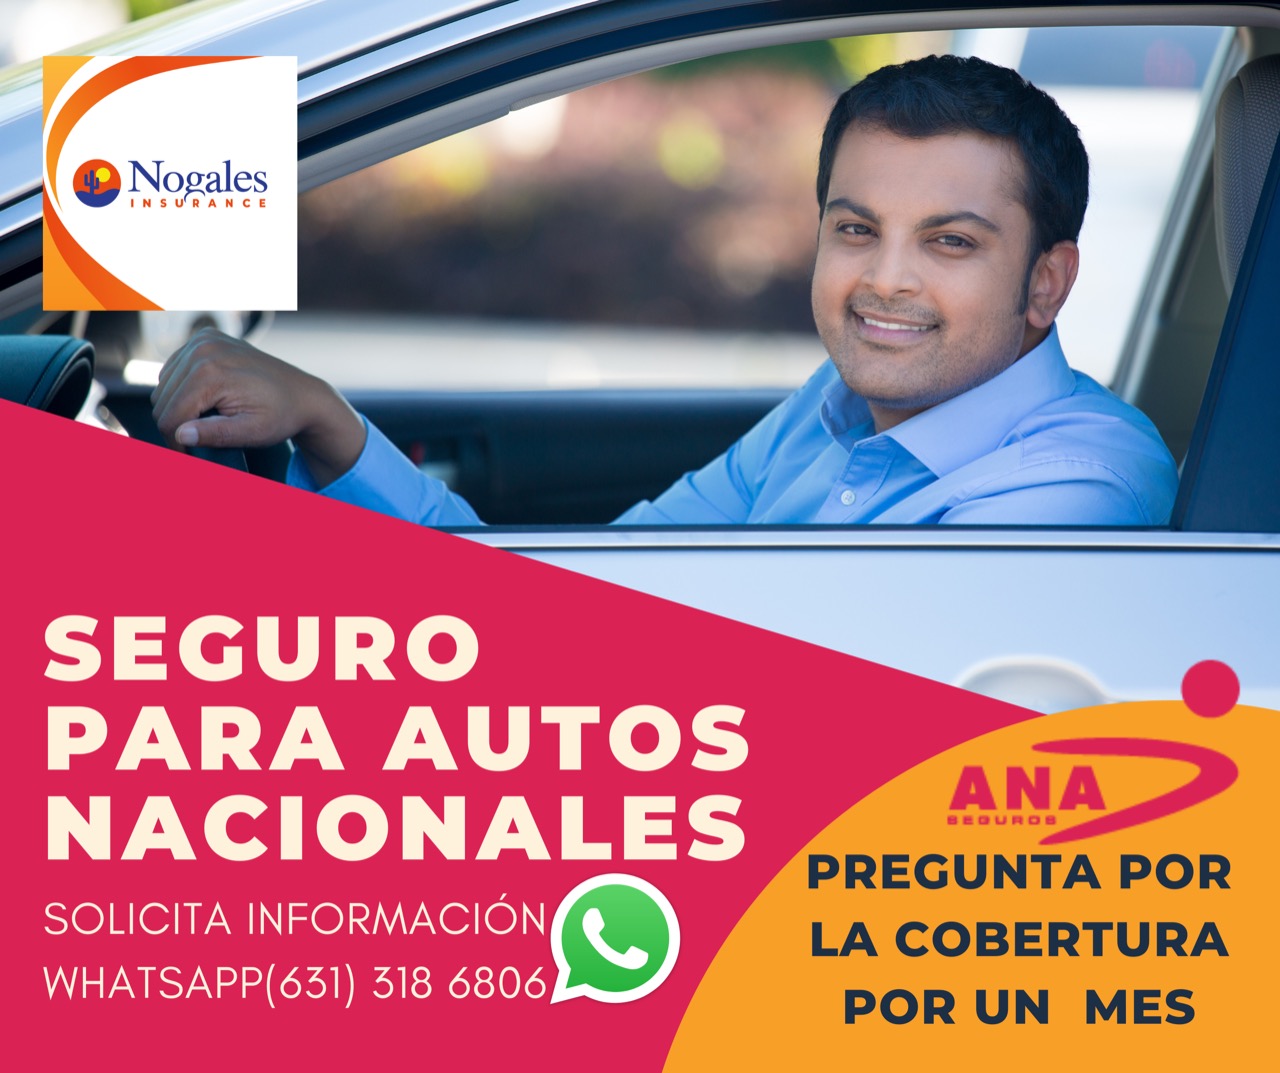 Nogales
INSURANCE
SEGURO
PARA AUTOS
NACIONALES
SOLICITA INFORMACIÓN
WHATSAPP(631) 318 6806
ANA
SEGUROS
PREGUNTA POR
LA COBERTURA
POR UN  MES